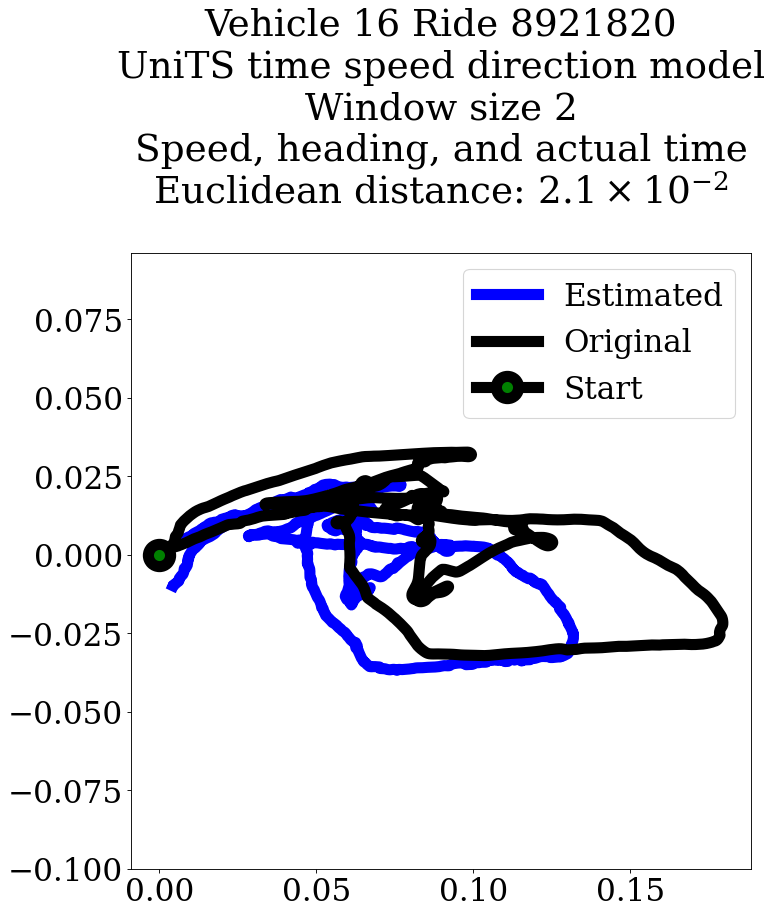 Vehicle 16 Ride 8921820
UniTS time speed direction model
Window size 2
Speed, heading, and actual time
Euclidean distance: 2.1 × 10⁻²
Estimated
Original
Start
0.075
0.050
0.025
0.000
−0.025
−0.050
−0.075
−0.100
0.00 0.05 0.10 0.15